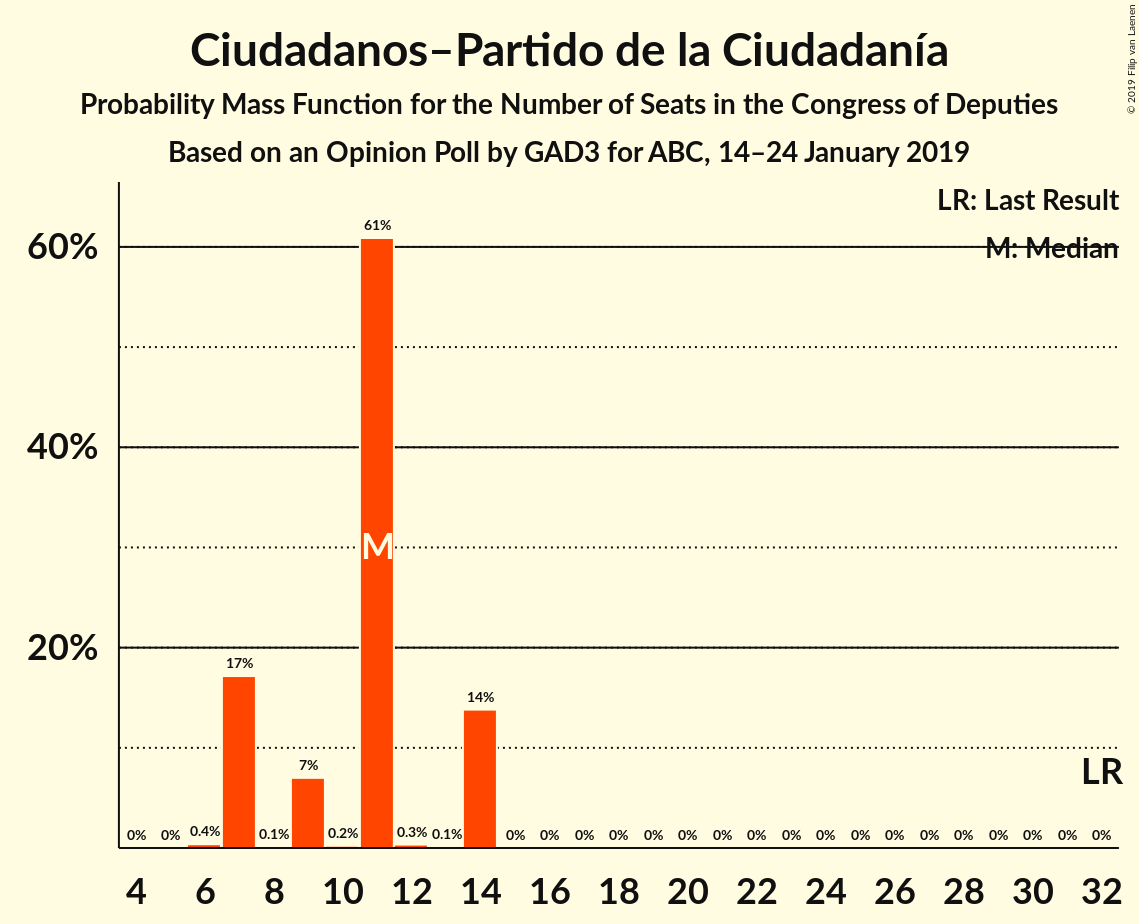 Ciudadanos–Partido de la Ciudadanía
Probability Mass Function for the Number of Seats in the Congress of Deputies
Based on an Opinion Poll by GAD3 for ABC, 14–24 January 2019
© 2019 Filip van Laenen
LR: Last Result
M: Median
60%
40%
20%
61%
M
17%
14%
7%
LR
0% 0% 0.4% 0.1% 0.2% 0.3% 0.1% 0% 0% 0% 0% 0% 0% 0% 0% 0% 0% 0% 0% 0% 0% 0% 0% 0% 0%
4 6 8 10 12 14 16 18 20 22 24 26 28 30 32